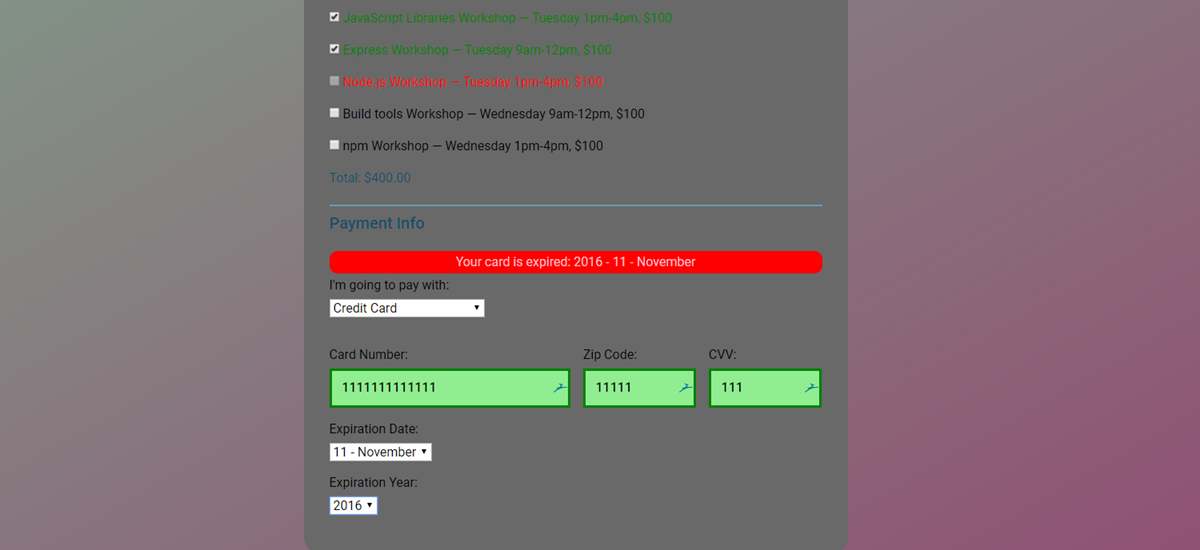 JavaScript Libraries Workshop — Tuesday 1pm-4pm, $100
Express Workshop — Tuesday 9am-12pm, $100
Node.js Workshop — Tuesday 1pm-4pm, $100
Build tools Workshop — Wednesday 9am-12pm, $100
npm Workshop — Wednesday 1pm-4pm, $100
Total: $400.00
Payment Info
Your card is expired: 2016 - 11 - November
I'm going to pay with:
Credit Card
Card Number: Zip Code: CVV:
1111111111111 11111 111
Expiration Date:
11 - November
Expiration Year:
2016